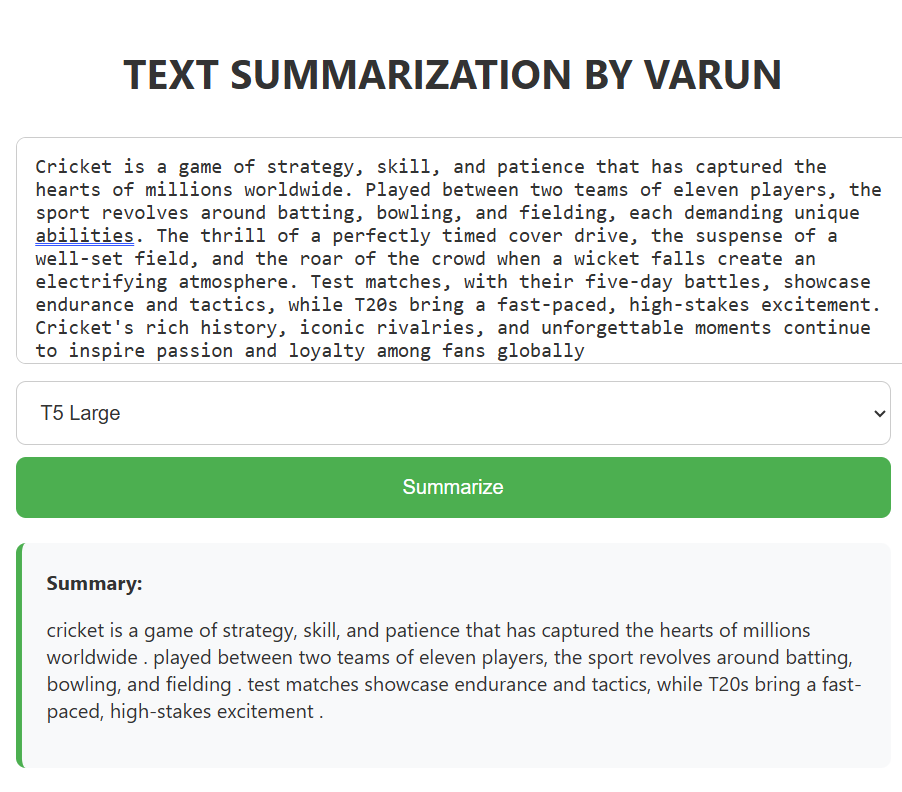 TEXT SUMMARIZATION BY VARUN
Cricket is a game of strategy, skill, and patience that has captured the
hearts of millions worldwide. Played between two teams of eleven players, the
sport revolves around batting, bowling, and fielding, each demanding unique
abilities. The thrill of a perfectly timed cover drive, the suspense of a
well-set field, and the roar of the crowd when a wicket falls create an
electrifying atmosphere. Test matches, with their five-day battles, showcase
endurance and tactics, while T20s bring a fast-paced, high-stakes excitement.
Cricket's rich history, iconic rivalries, and unforgettable moments continue
to inspire passion and loyalty among fans globally
T5 Large
Summarize
Summary:
cricket is a game of strategy, skill, and patience that has captured the hearts of millions
worldwide . played between two teams of eleven players, the sport revolves around batting,
bowling, and fielding . test matches showcase endurance and tactics, while T20s bring a fast-
paced, high-stakes excitement .